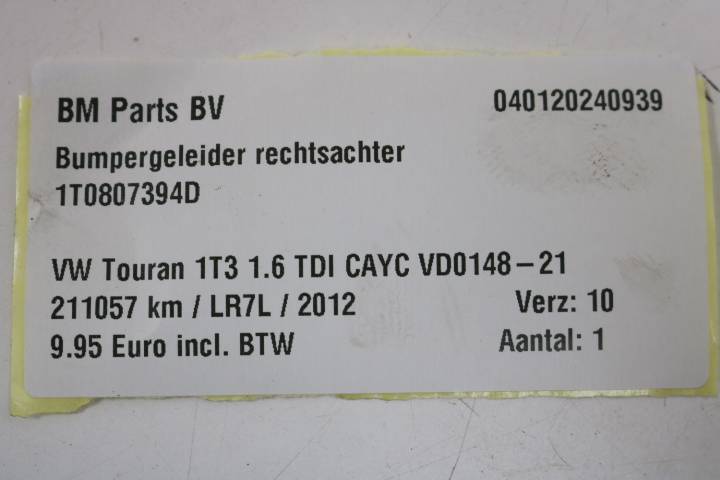 BM Parts BV 040120240939
Bumpergeleider rechtsachter
1T0807394D
VW Touran 1T3 1.6 TDI CAYC VD0148-21
211057 km / LR7L / 2012 Verz: 10
9.95 Euro incl. BTW Aantal: 1